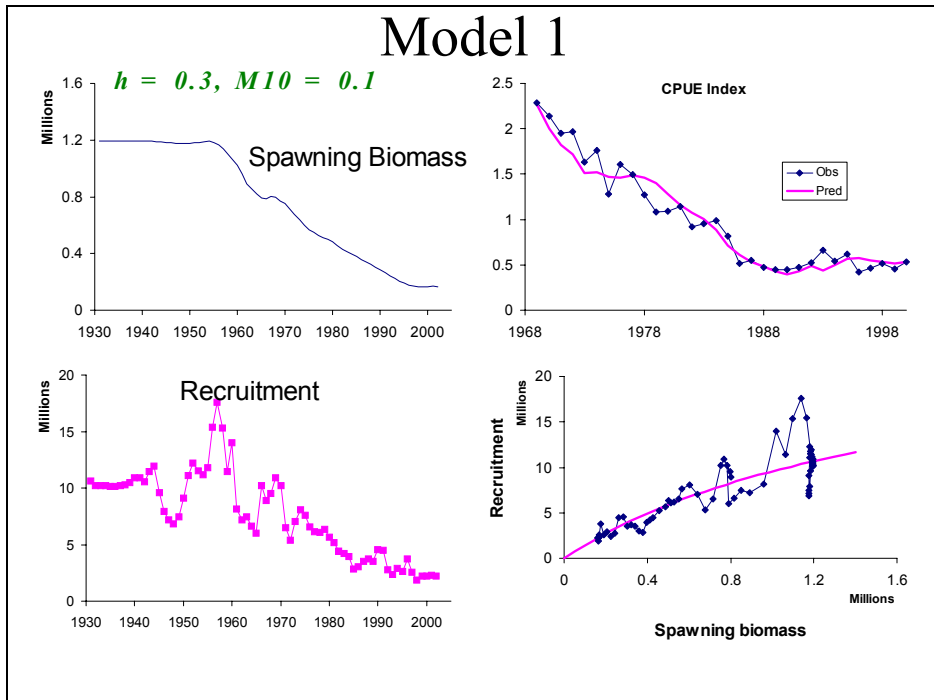 Model 1
h = 0.3, M10 = 0.1
Millions
1.6
1.2
0.8
0.4
0
Spawning Biomass
1930 1940 1950 1960 1970 1980 1990 2000
CPUE Index
2.5
2
1.5
1
0.5
0
Obs
Pred
1968 1978 1988 1998
Recruitment
Millions
20
15
10
5
0
1930 1940 1950 1960 1970 1980 1990 2000
Recruitment
Millions
20
15
10
5
0
0 0.4 0.8 1.2 1.6
Millions
Spawning biomass